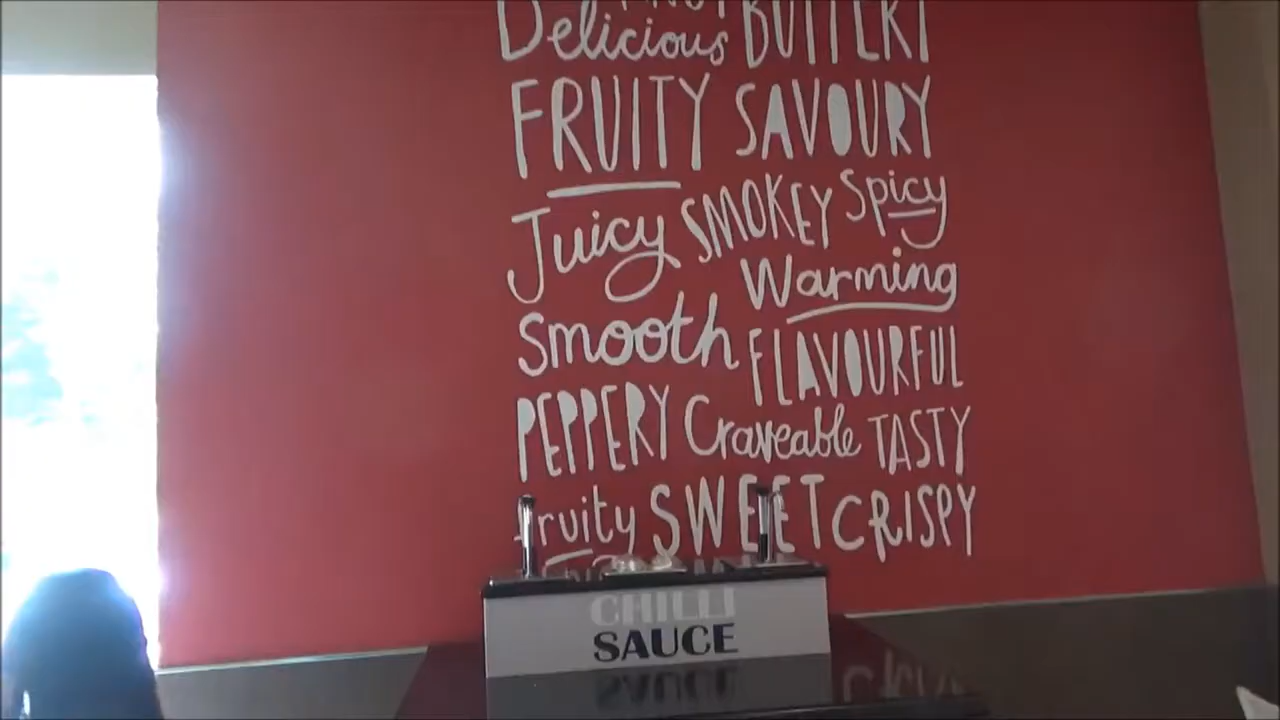 Delicious BUTTERY
FRUITY SAVOURY
Juicy SMOKEY Spicy
Smooth Warming
FLAVOURFUL
PEPPERY Craveable TASTY
fruity SWEET CRISPY
CHILLI
SAUCE